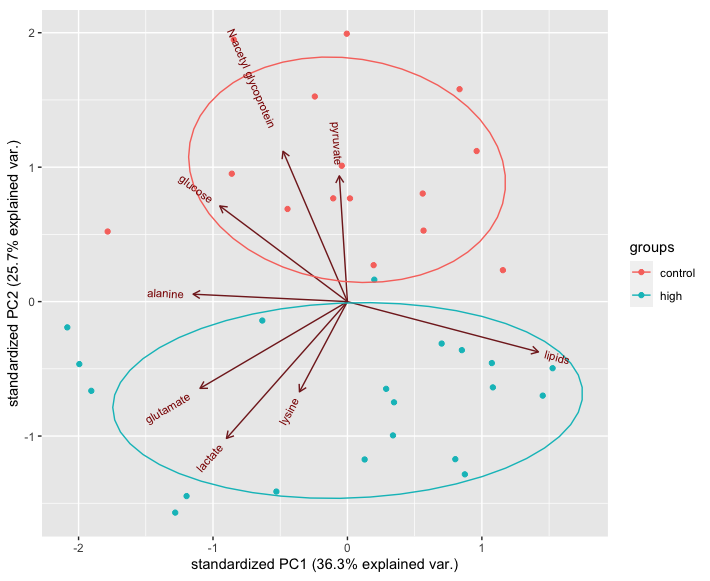 standardized PC2 (25.7% explained var.)
2
1
0
-1
N-acetyl glycoprotein
pyruvate
glucose
alanine
lipids
glutamate
lysine
lactate
groups
control
high
-2
-1
0
1
standardized PC1 (36.3% explained var.)